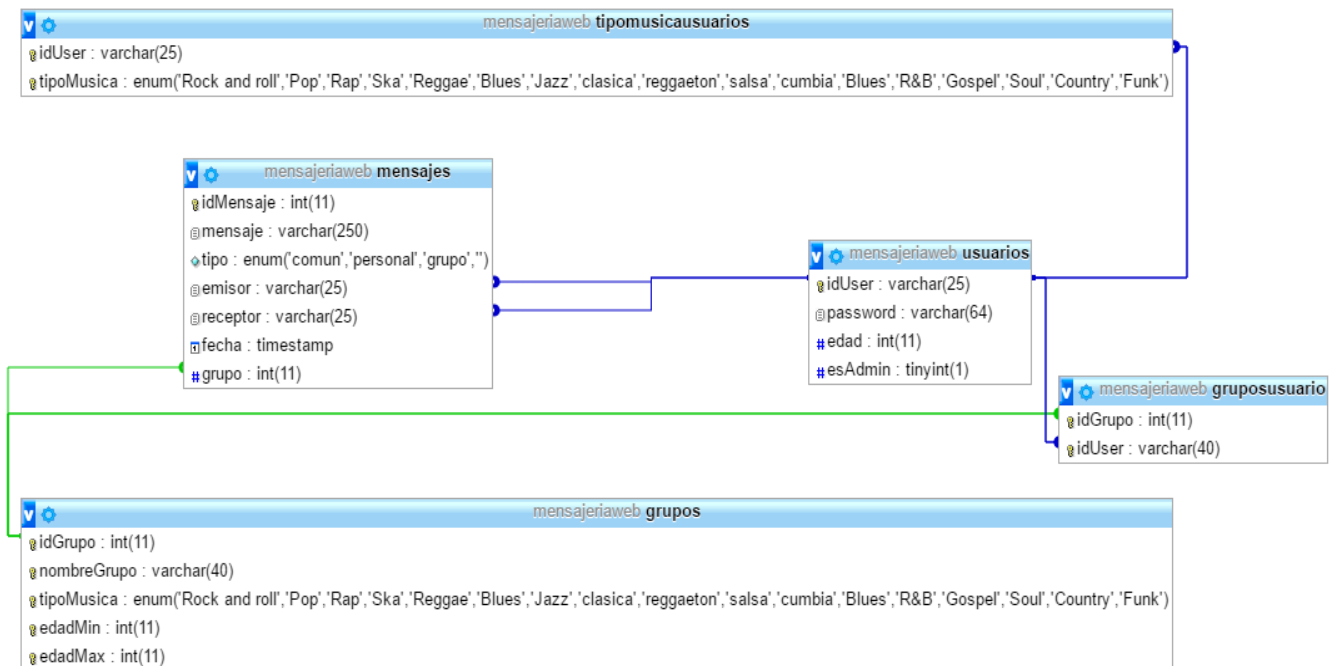 mensajeriaweb tipomusicausuarios
idUser : varchar(25)
tipoMusica : enum('Rock and roll','Pop','Rap','Ska','Reggae','Blues','Jazz','clasica','reggaeton','salsa','cumbia','Blues','R&B','Gospel','Soul','Country','Funk')
mensajeriaweb mensajes
idMensaje : int(11)
mensaje : varchar(250)
tipo : enum('comun','personal','grupo','')
emisor : varchar(25)
receptor : varchar(25)
fecha : timestamp
grupo : int(11)
mensajeriaweb usuarios
idUser : varchar(25)
password : varchar(64)
edad : int(11)
esAdmin : tinyint(1)
mensajeriaweb gruposusuario
idGrupo : int(11)
idUser : varchar(40)
mensajeriaweb grupos
idGrupo : int(11)
nombreGrupo : varchar(40)
tipoMusica : enum('Rock and roll','Pop','Rap','Ska','Reggae','Blues','Jazz','clasica','reggaeton','salsa','cumbia','Blues','R&B','Gospel','Soul','Country','Funk')
edadMin : int(11)
edadMax : int(11)